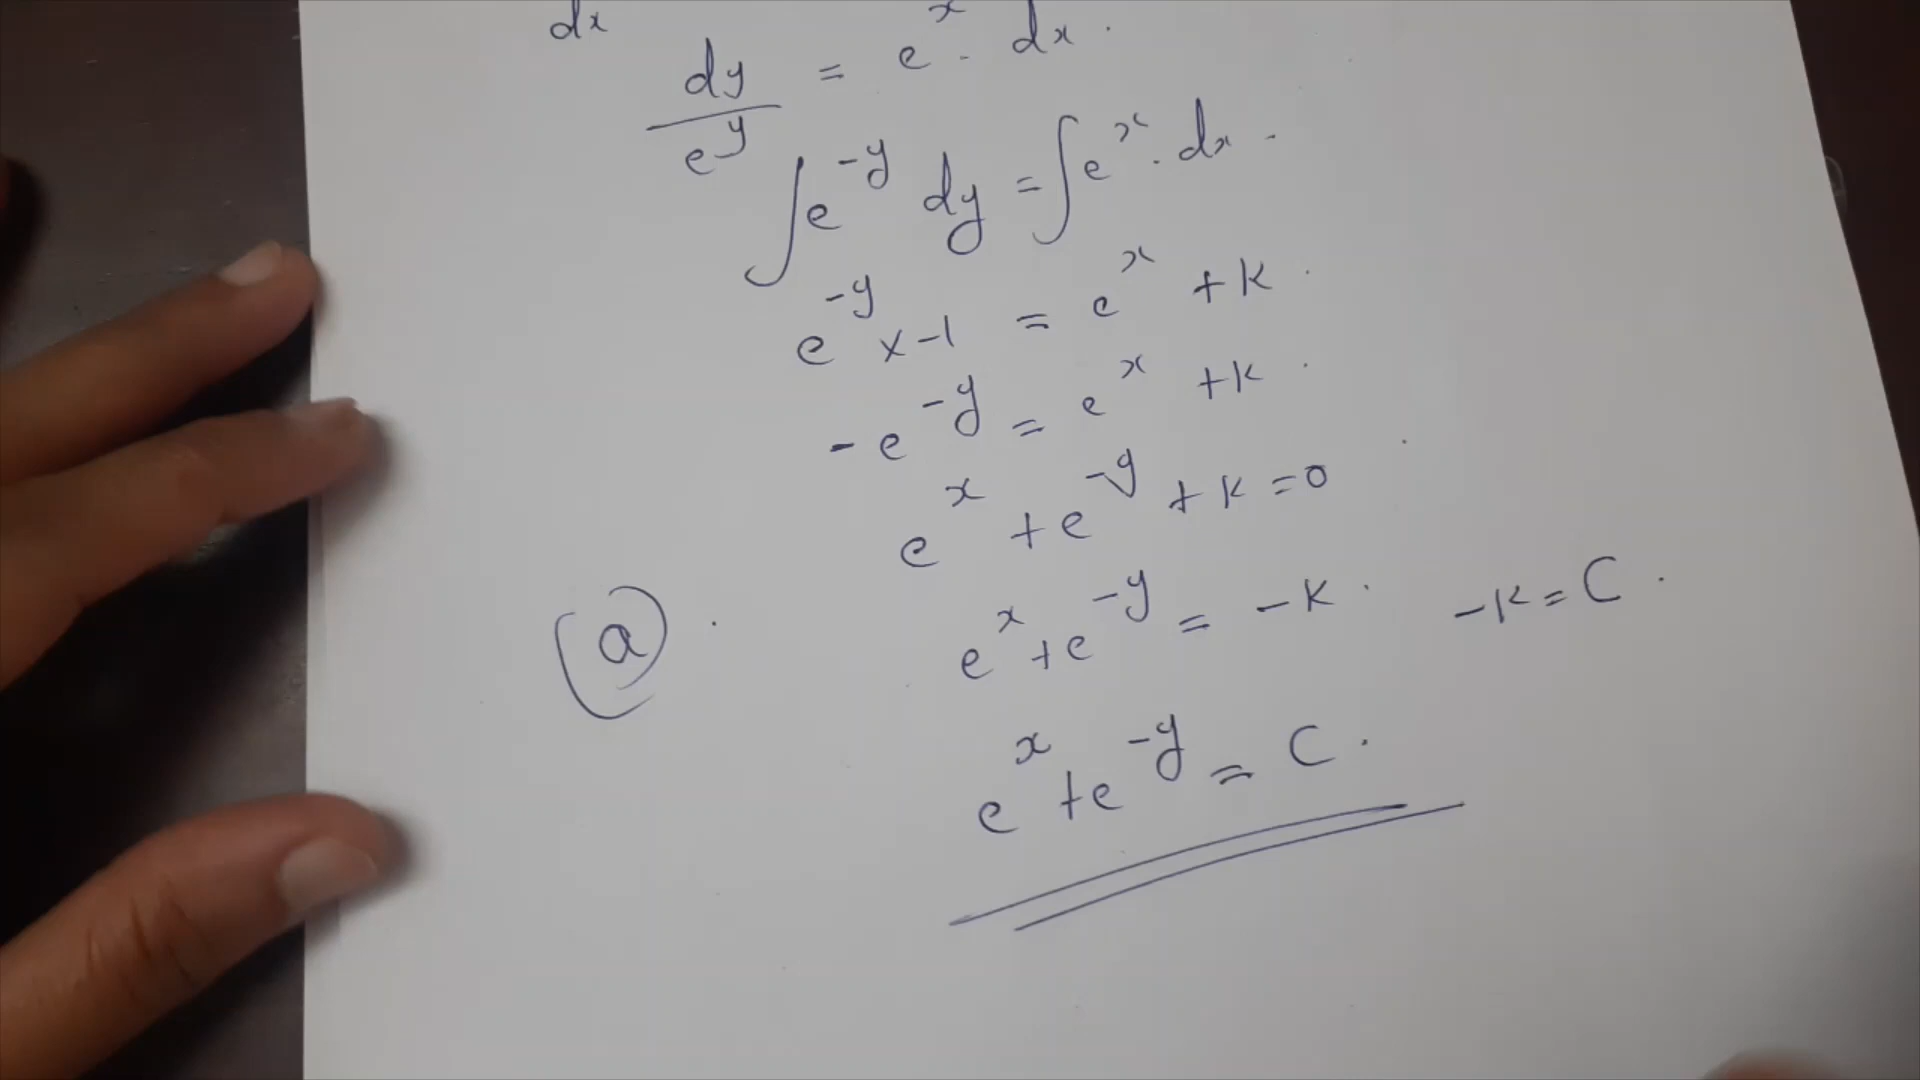 dx
dy/e^y = e^x . dx .
∫e^-y dy = ∫e^x . dx .
e^-y x -1 = e^x + k .
- e^-y = e^x + k .
e^x + e^-y + k = 0
(a) . e^x + e^-y = -k . -k = C .
e^x + e^-y = C .